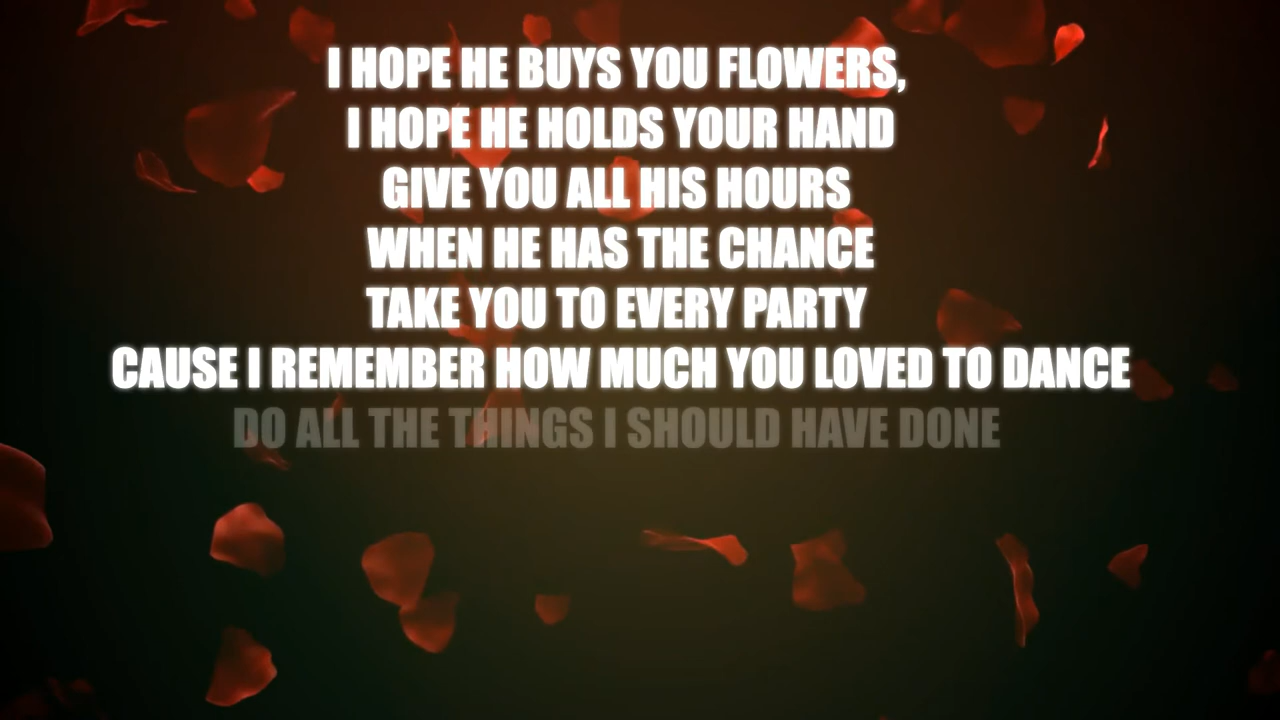 I HOPE HE BUYS YOU FLOWERS,
I HOPE HE HOLDS YOUR HAND
GIVE YOU ALL HIS HOURS
WHEN HE HAS THE CHANCE
TAKE YOU TO EVERY PARTY
CAUSE I REMEMBER HOW MUCH YOU LOVED TO DANCE
DO ALL THE THINGS I SHOULD HAVE DONE